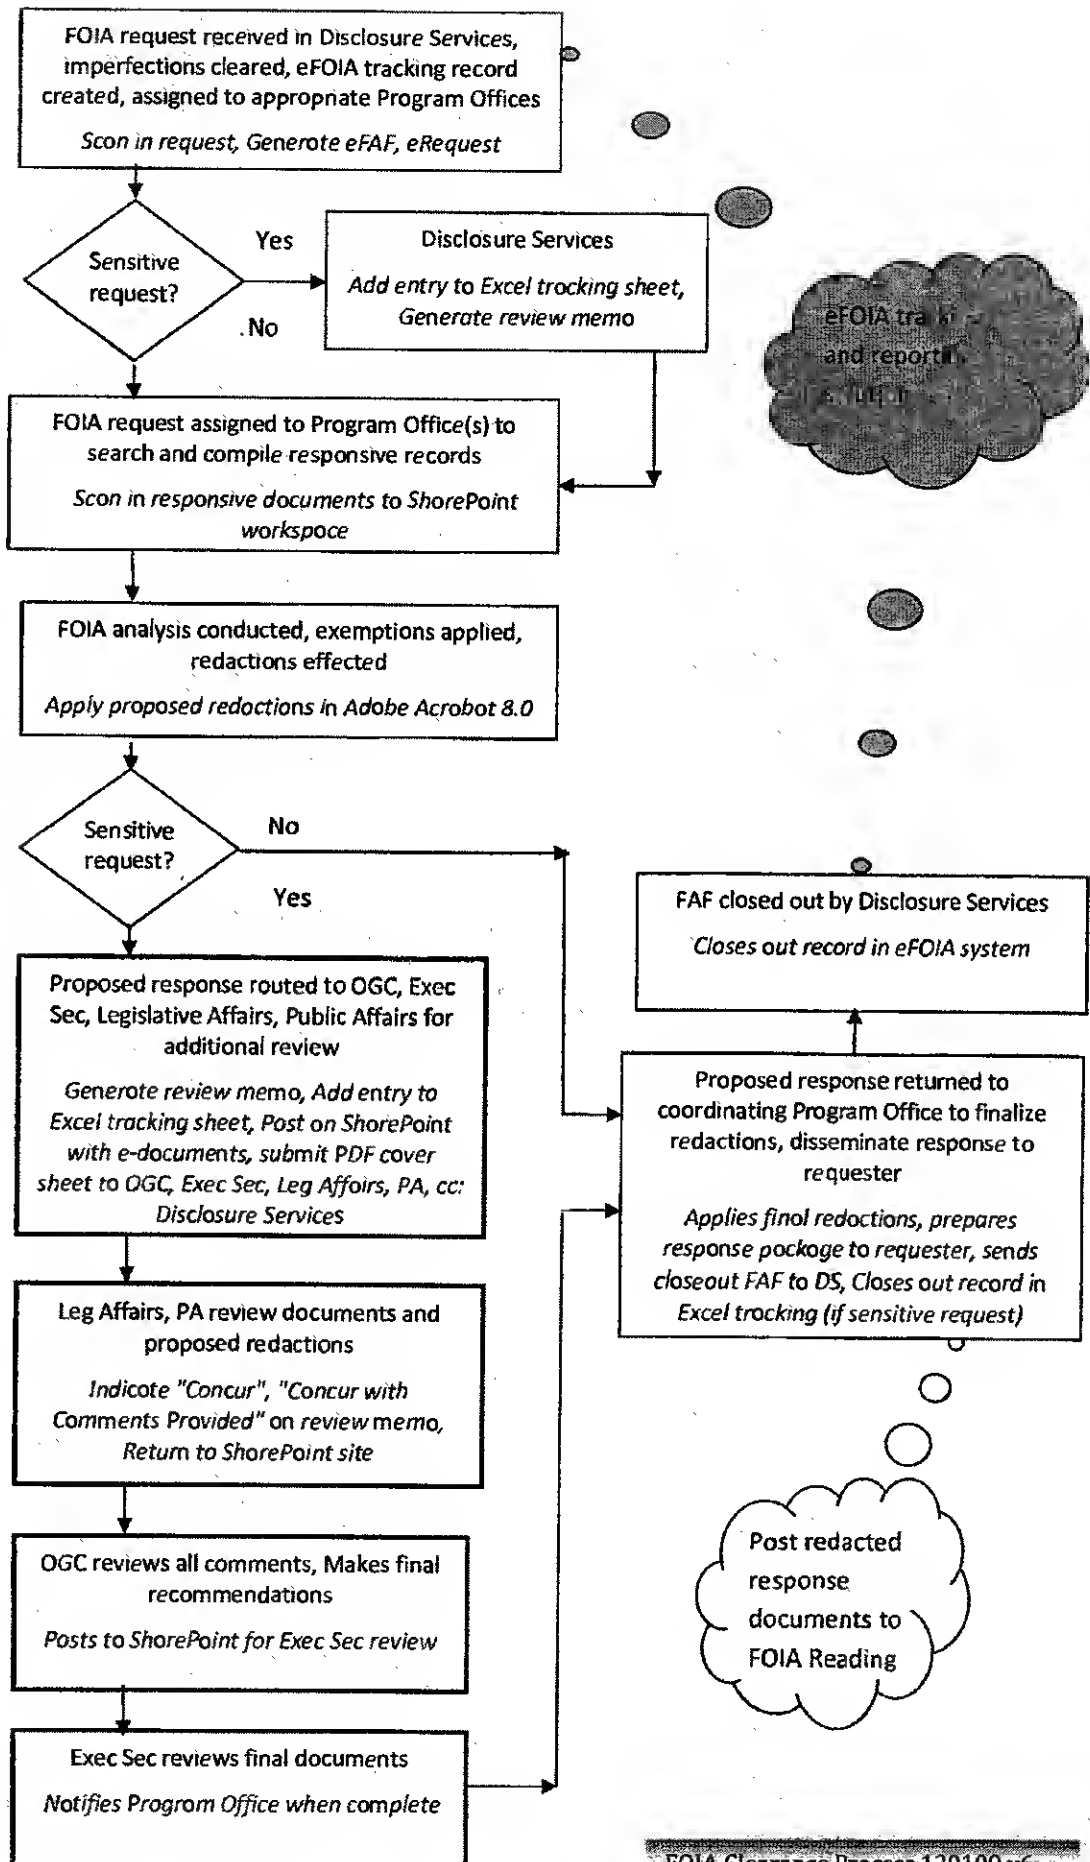 FOIA request received in Disclosure Services,
imperfections cleared, eFOIA tracking record
created, assigned to appropriate Program Offices
Scon in request, Generate eFAF, eRequest
Sensitive
request?
Yes
.No
Disclosure Services
Add entry to Excel trocking sheet,
Generate review memo
eFOIA
and
FOIA request assigned to Program Office(s) to
search and compile responsive records
Scon in responsive documents to ShorePoint
workspoce
FOIA analysis conducted, exemptions applied,
redactions effected
Apply proposed redoctions in Adobe Acrobot 8.0
Sensitive
request?
No
Yes
Proposed response routed to OGC, Exec
Sec, Legislative Affairs, Public Affairs for
additional review
Generate review memo, Add entry to
Excel tracking sheet, Post on ShorePoint
with e-documents, submit PDF cover
sheet to OGC, Exec Sec, Leg Affoirs, PA, cc:
Disclosure Services
Leg Affairs, PA review documents and
proposed redactions
Indicote "Concur", "Concur with
Comments Provided" on review memo,
Return to ShorePoint site
OGC reviews all comments, Makes final
recommendations
Posts to ShorePoint for Exec Sec review
Exec Sec reviews final documents
Notifies Program Office when complete
FAF closed out by Disclosure Services
Closes out record in eFOIA system
Proposed response returned to
coordinating Program Office to finalize
redactions, disseminate response to
requester
Applies finol redoctions, prepares
response pockoge to requester, sends
closeout FAF to DS, Closes out record in
Excel trocking (if sensitive request)
Post redacted
response
documents to
FOIA Reading